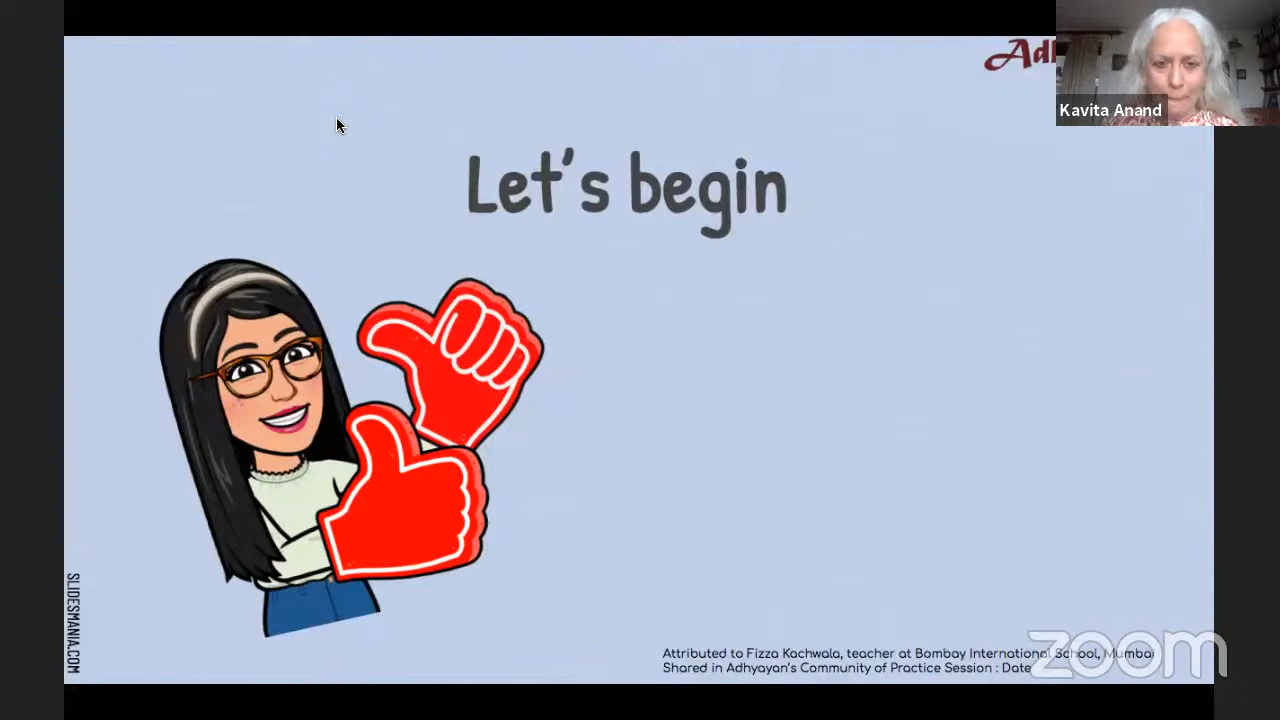 Kavita Anand
Let's begin
SLIDESMANIA.COM
Attributed to Fizza Kachwala, teacher at Bombay International School, Mumbai
Shared in Adhyayan's Community of Practice Session : Date
zoom